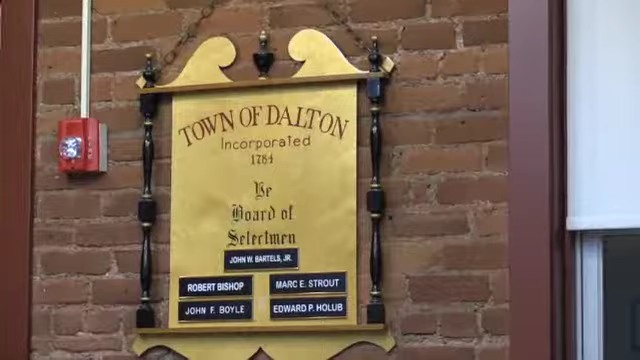 TOWN OF DALTON
Incorporated
1784
Ye
Board of
Selectmen
JOHN W. BARTELS, JR.
ROBERT BISHOP
MARC E. STROUT
JOHN F. BOYLE
EDWARD P. HOLUB